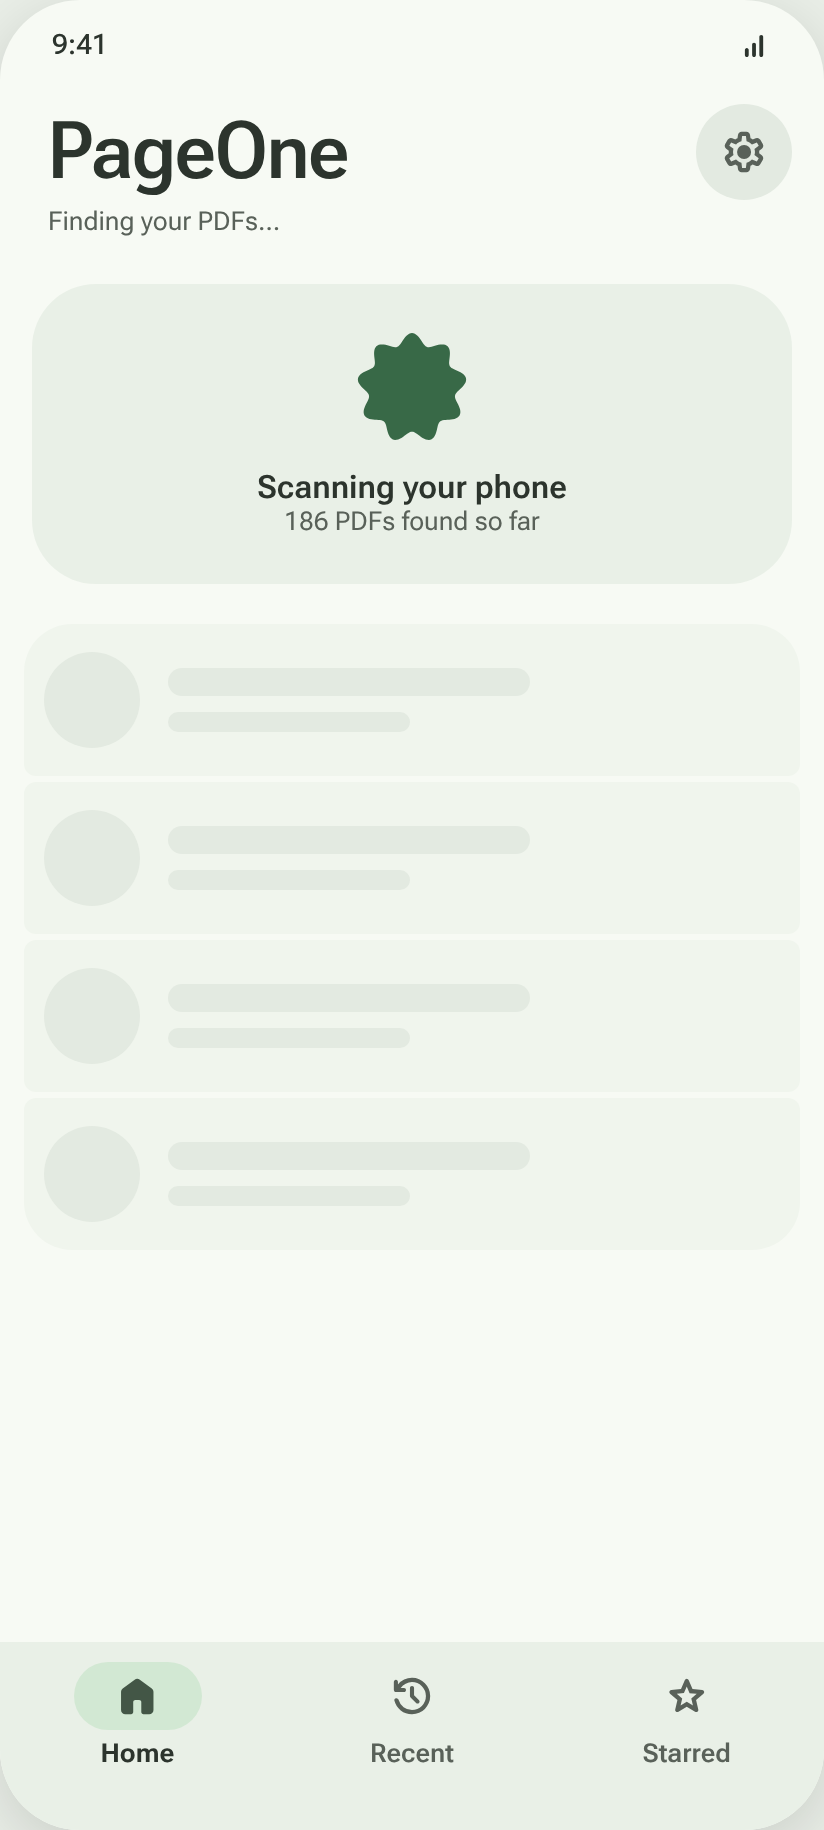 9:41
PageOne
Finding your PDFs...
Scanning your phone
186 PDFs found so far
Home
Recent
Starred